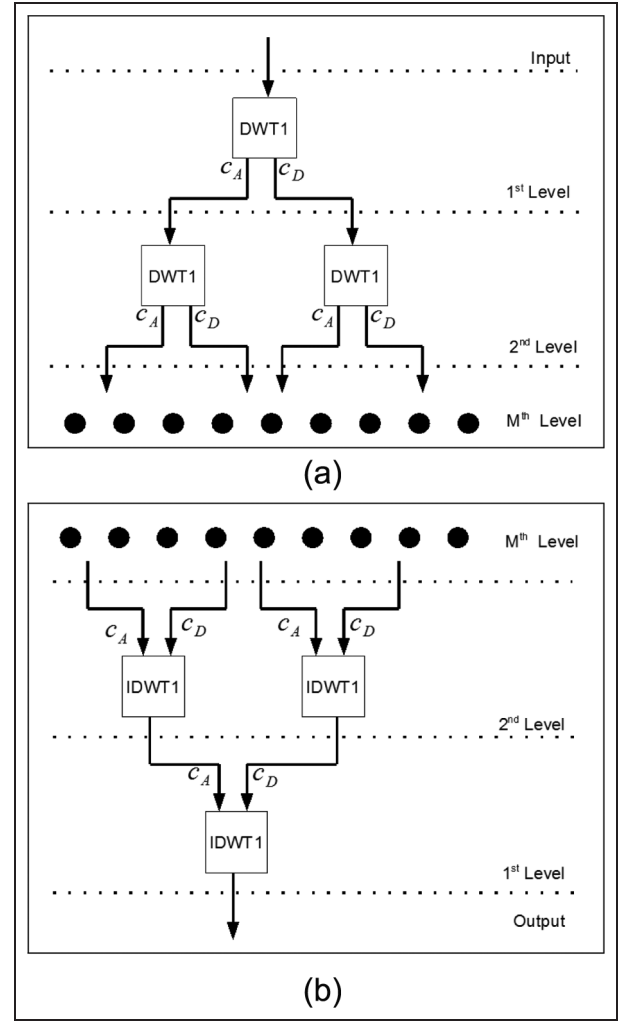 Input
DWT1
c_A c_D
1st Level
DWT1 DWT1
c_A c_D c_A c_D
2nd Level
Mth Level
(a)
Mth Level
c_A c_D c_A c_D
IDWT1 IDWT1
2nd Level
c_A c_D
IDWT1
1st Level
Output
(b)